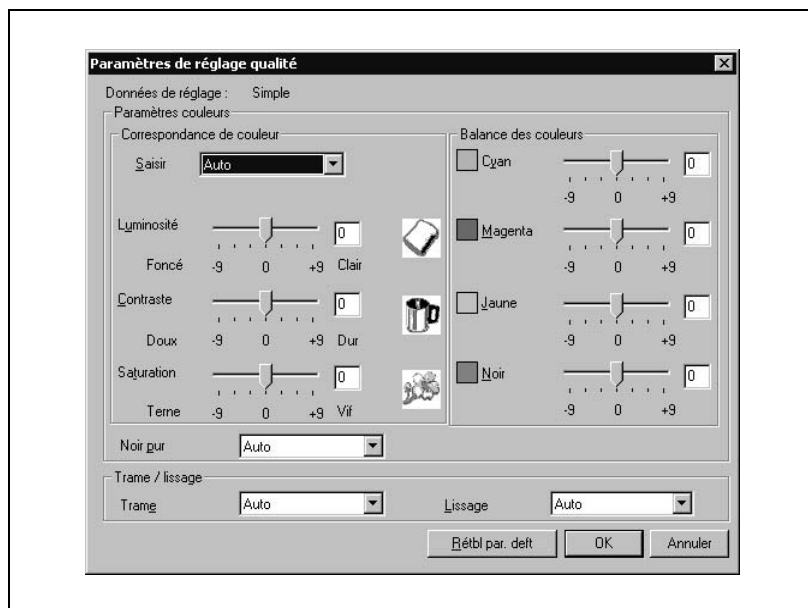 Paramètres de réglage qualité
Données de réglage : Simple
Paramètres couleurs
Correspondance de couleur
Saisir Auto
Luminosité 0
Foncé -9 0 +9 Clair
Contraste 0
Doux -9 0 +9 Dur
Saturation 0
Terne -9 0 +9 Vif
Balance des couleurs
Cyan 0
-9 0 +9
Magenta 0
-9 0 +9
Jaune 0
-9 0 +9
Noir 0
-9 0 +9
Noir pur Auto
Trame / lissage
Trame Auto Lissage Auto
Rétbl par. deft OK Annuler